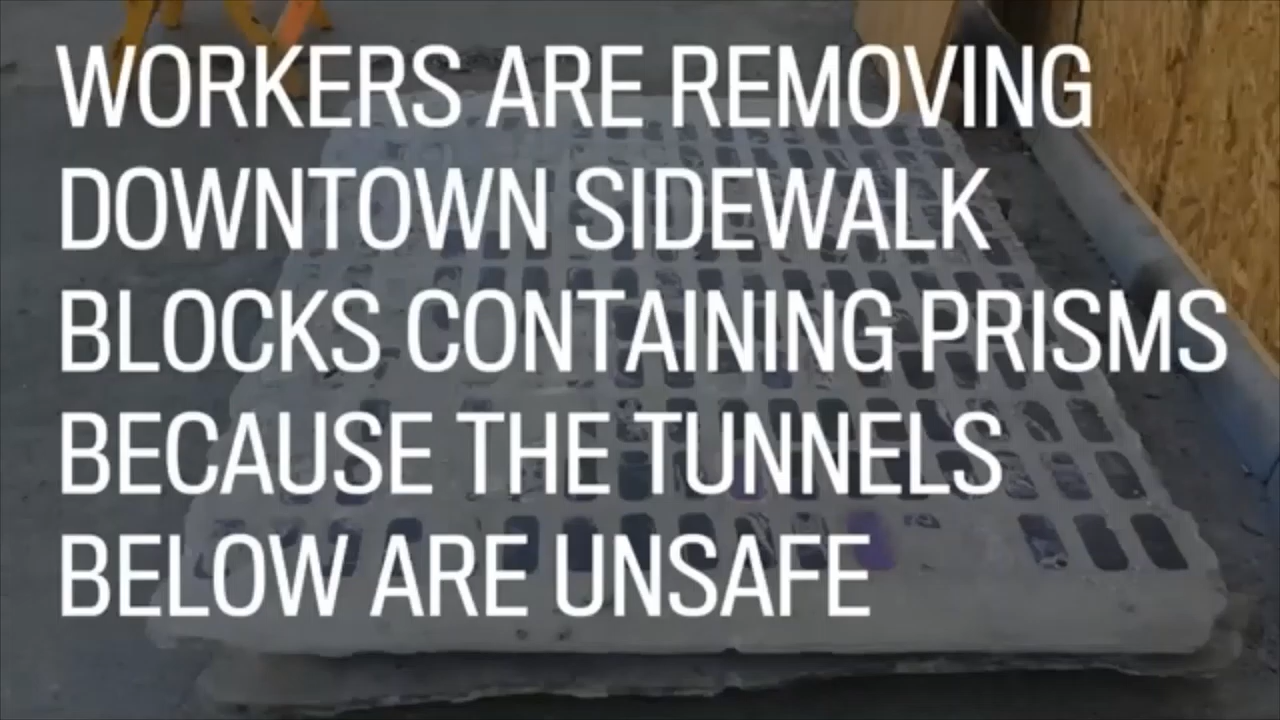 WORKERS ARE REMOVING
DOWNTOWN SIDEWALK
BLOCKS CONTAINING PRISMS
BECAUSE THE TUNNELS
BELOW ARE UNSAFE